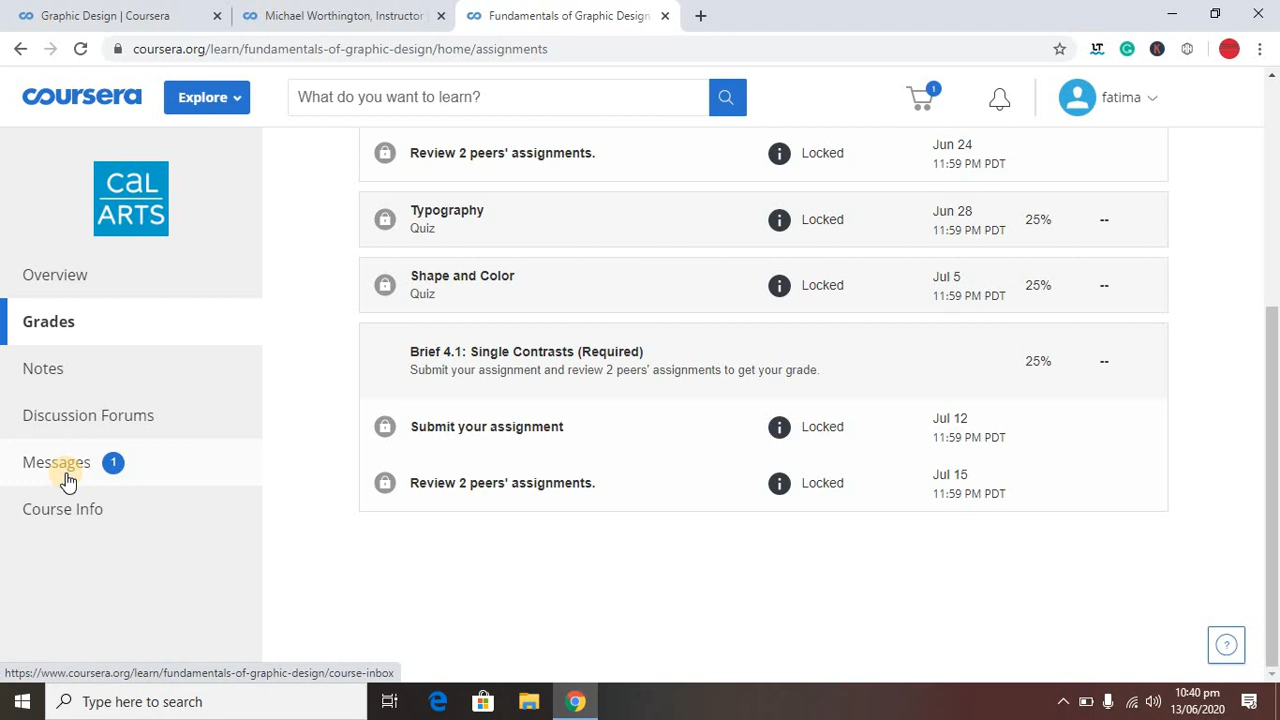 Graphic Design | Coursera
Michael Worthington, Instructor
Fundamentals of Graphic Design
coursera.org/learn/fundamentals-of-graphic-design/home/assignments
LT
G
K
coursera
Explore
What do you want to learn?
1
fatima
cal
ARTS
Overview
Grades
Notes
Discussion Forums
Messages 1
Course Info
Review 2 peers' assignments.
Locked
Jun 24
11:59 PM PDT
Typography
Quiz
Locked
Jun 28
11:59 PM PDT
25%
--
Shape and Color
Quiz
Locked
Jul 5
11:59 PM PDT
25%
--
Brief 4.1: Single Contrasts (Required)
Submit your assignment and review 2 peers' assignments to get your grade.
25%
--
Submit your assignment
Locked
Jul 12
11:59 PM PDT
Review 2 peers' assignments.
Locked
Jul 15
11:59 PM PDT
?
https://www.coursera.org/learn/fundamentals-of-graphic-design/course-inbox
Type here to search
10:40 pm
13/06/2020